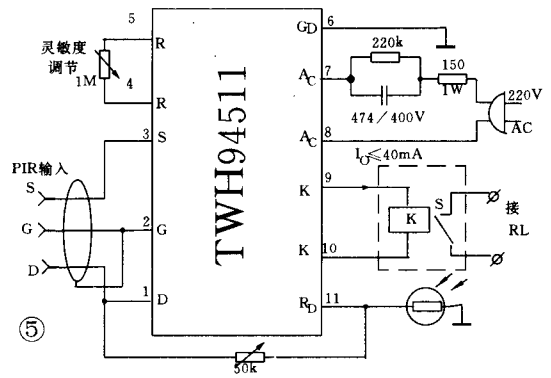 5
6
R
GD
灵敏度
调节
1M
4
R
220k
7
AC
150
1W
220V
AC
474/400V
3
S
8
AC
IO≤40mA
PIR输入
S
9
K
K
S
接
RL
G
2
G
10
K
D
1
D
RD
11
TWH94511
⑤
50k